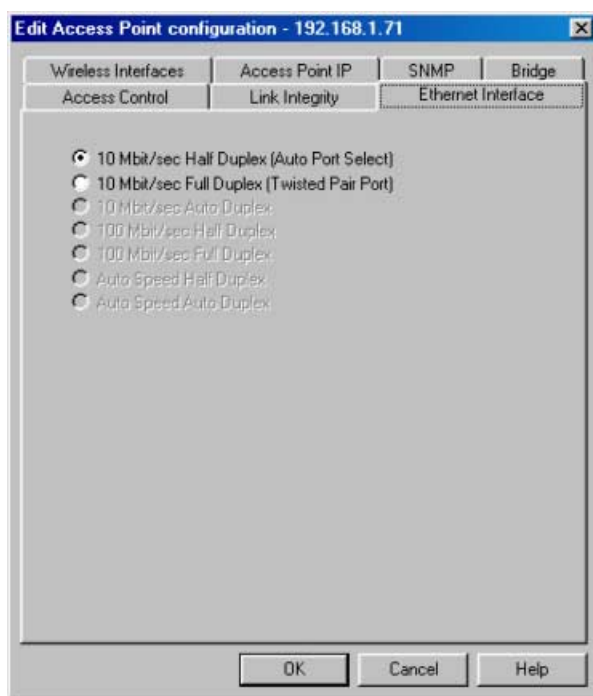 Edit Access Point configuration - 192.168.1.71
Wireless Interfaces Access Point IP SNMP Bridge
Access Control Link Integrity Ethernet Interface
10 Mbit/sec Half Duplex (Auto Port Select)
10 Mbit/sec Full Duplex (Twisted Pair Port)
10 Mbit/sec Auto Duplex
100 Mbit/sec Half Duplex
100 Mbit/sec Full Duplex
Auto Speed Half Duplex
Auto Speed Auto Duplex
OK Cancel Help